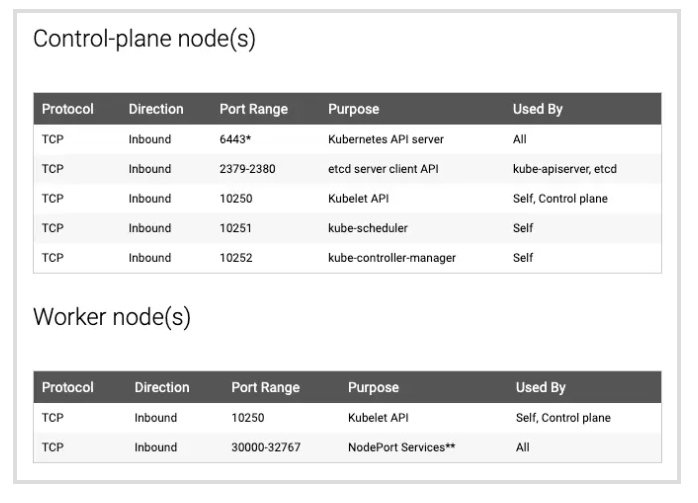 Control-plane node(s)
Protocol Direction Port Range Purpose Used By
TCP Inbound 6443* Kubernetes API server All
TCP Inbound 2379-2380 etcd server client API kube-apiserver, etcd
TCP Inbound 10250 Kubelet API Self, Control plane
TCP Inbound 10251 kube-scheduler Self
TCP Inbound 10252 kube-controller-manager Self
Worker node(s)
Protocol Direction Port Range Purpose Used By
TCP Inbound 10250 Kubelet API Self, Control plane
TCP Inbound 30000-32767 NodePort Services** All